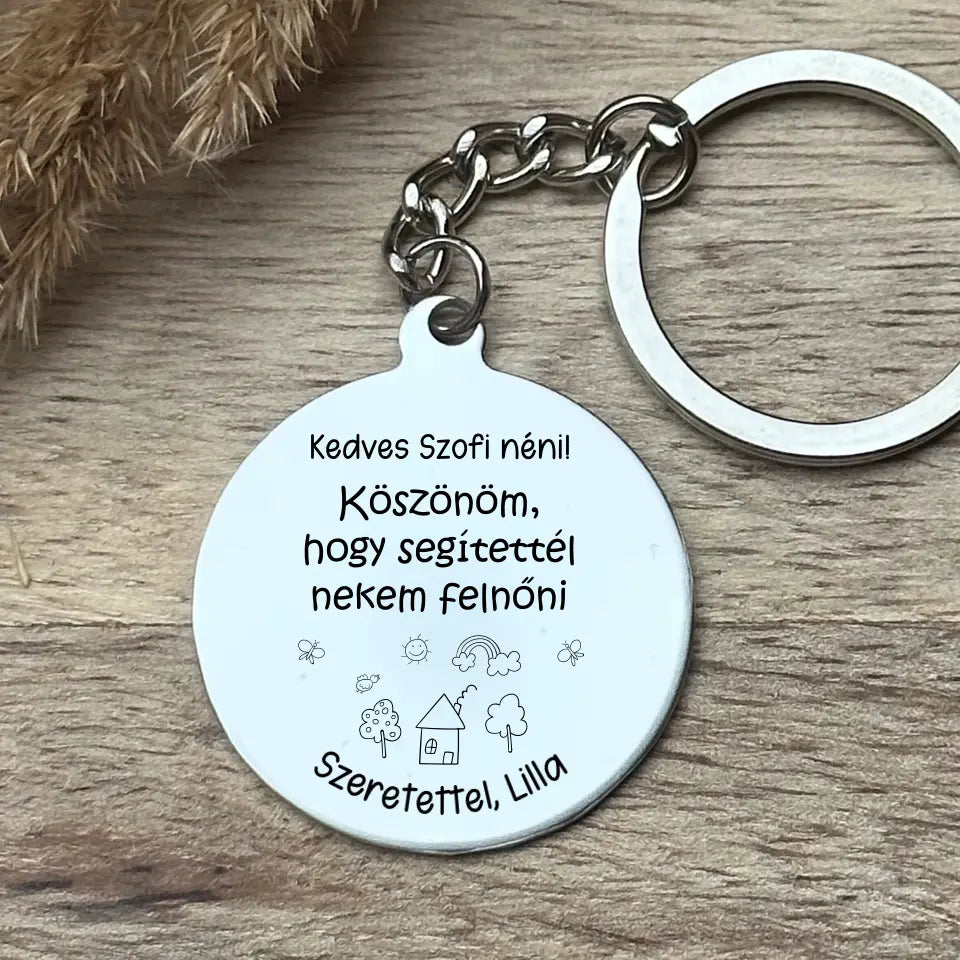 Kedves Szofi néni!
Köszönöm,
hogy segítettél
nekem felnőni
Szeretettel, Lilla